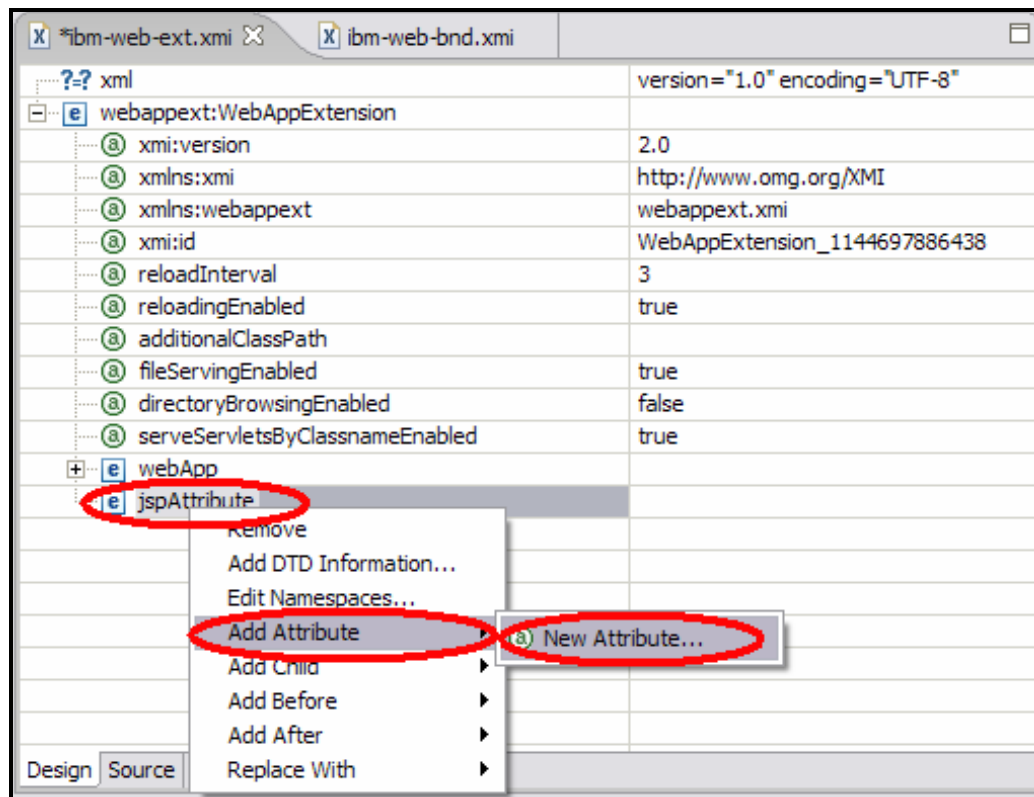 *ibm-web-ext.xmi ibm-web-bnd.xmi
?=? xml version="1.0" encoding="UTF-8"
e webappext:WebAppExtension
a xmi:version 2.0
a xmlns:xmi http://www.omg.org/XMI
a xmlns:webappext webappext.xmi
a xmi:id WebAppExtension_1144697886438
a reloadInterval 3
a reloadingEnabled true
a additionalClassPath
a fileServingEnabled true
a directoryBrowsingEnabled false
a serveServletsByClassnameEnabled true
e webApp
e jspAttribute
Remove
Add DTD Information...
Edit Namespaces...
Add Attribute a New Attribute...
Add Child
Add Before
Add After
Design Source Replace With